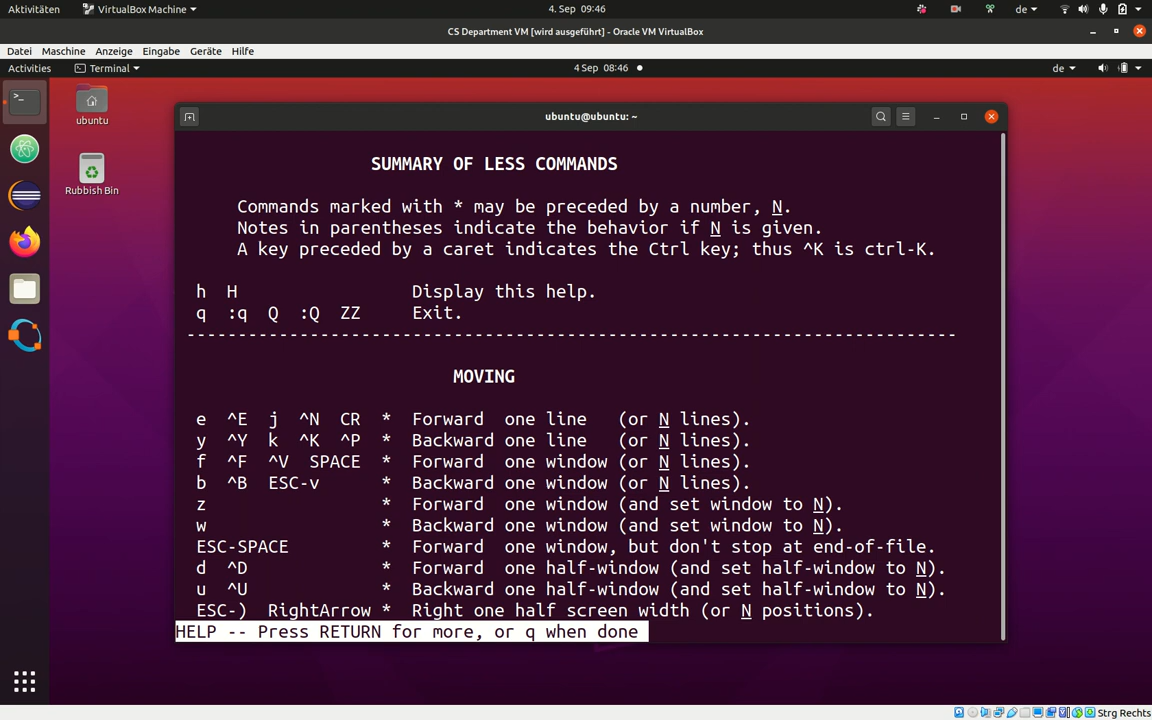 Aktivitäten VirtualBox Machine 4. Sep 09:46 de
CS Department VM [wird ausgeführt] - Oracle VM VirtualBox
Datei Maschine Anzeige Eingabe Geräte Hilfe
Activities Terminal 4 Sep 08:46 de
ubuntu
Rubbish Bin
ubuntu@ubuntu: ~
SUMMARY OF LESS COMMANDS
Commands marked with * may be preceded by a number, N.
Notes in parentheses indicate the behavior if N is given.
A key preceded by a caret indicates the Ctrl key; thus ^K is ctrl-K.
h H Display this help.
q :q Q :Q ZZ Exit.
---------------------------------------------------------------------------
MOVING
e ^E j ^N CR * Forward one line (or N lines).
y ^Y k ^K ^P * Backward one line (or N lines).
f ^F ^V SPACE * Forward one window (or N lines).
b ^B ESC-v * Backward one window (or N lines).
z * Forward one window (and set window to N).
w * Backward one window (and set window to N).
ESC-SPACE * Forward one window, but don't stop at end-of-file.
d ^D * Forward one half-window (and set half-window to N).
u ^U * Backward one half-window (and set half-window to N).
ESC-) RightArrow * Right one half screen width (or N positions).
HELP -- Press RETURN for more, or q when done
Strg Rechts